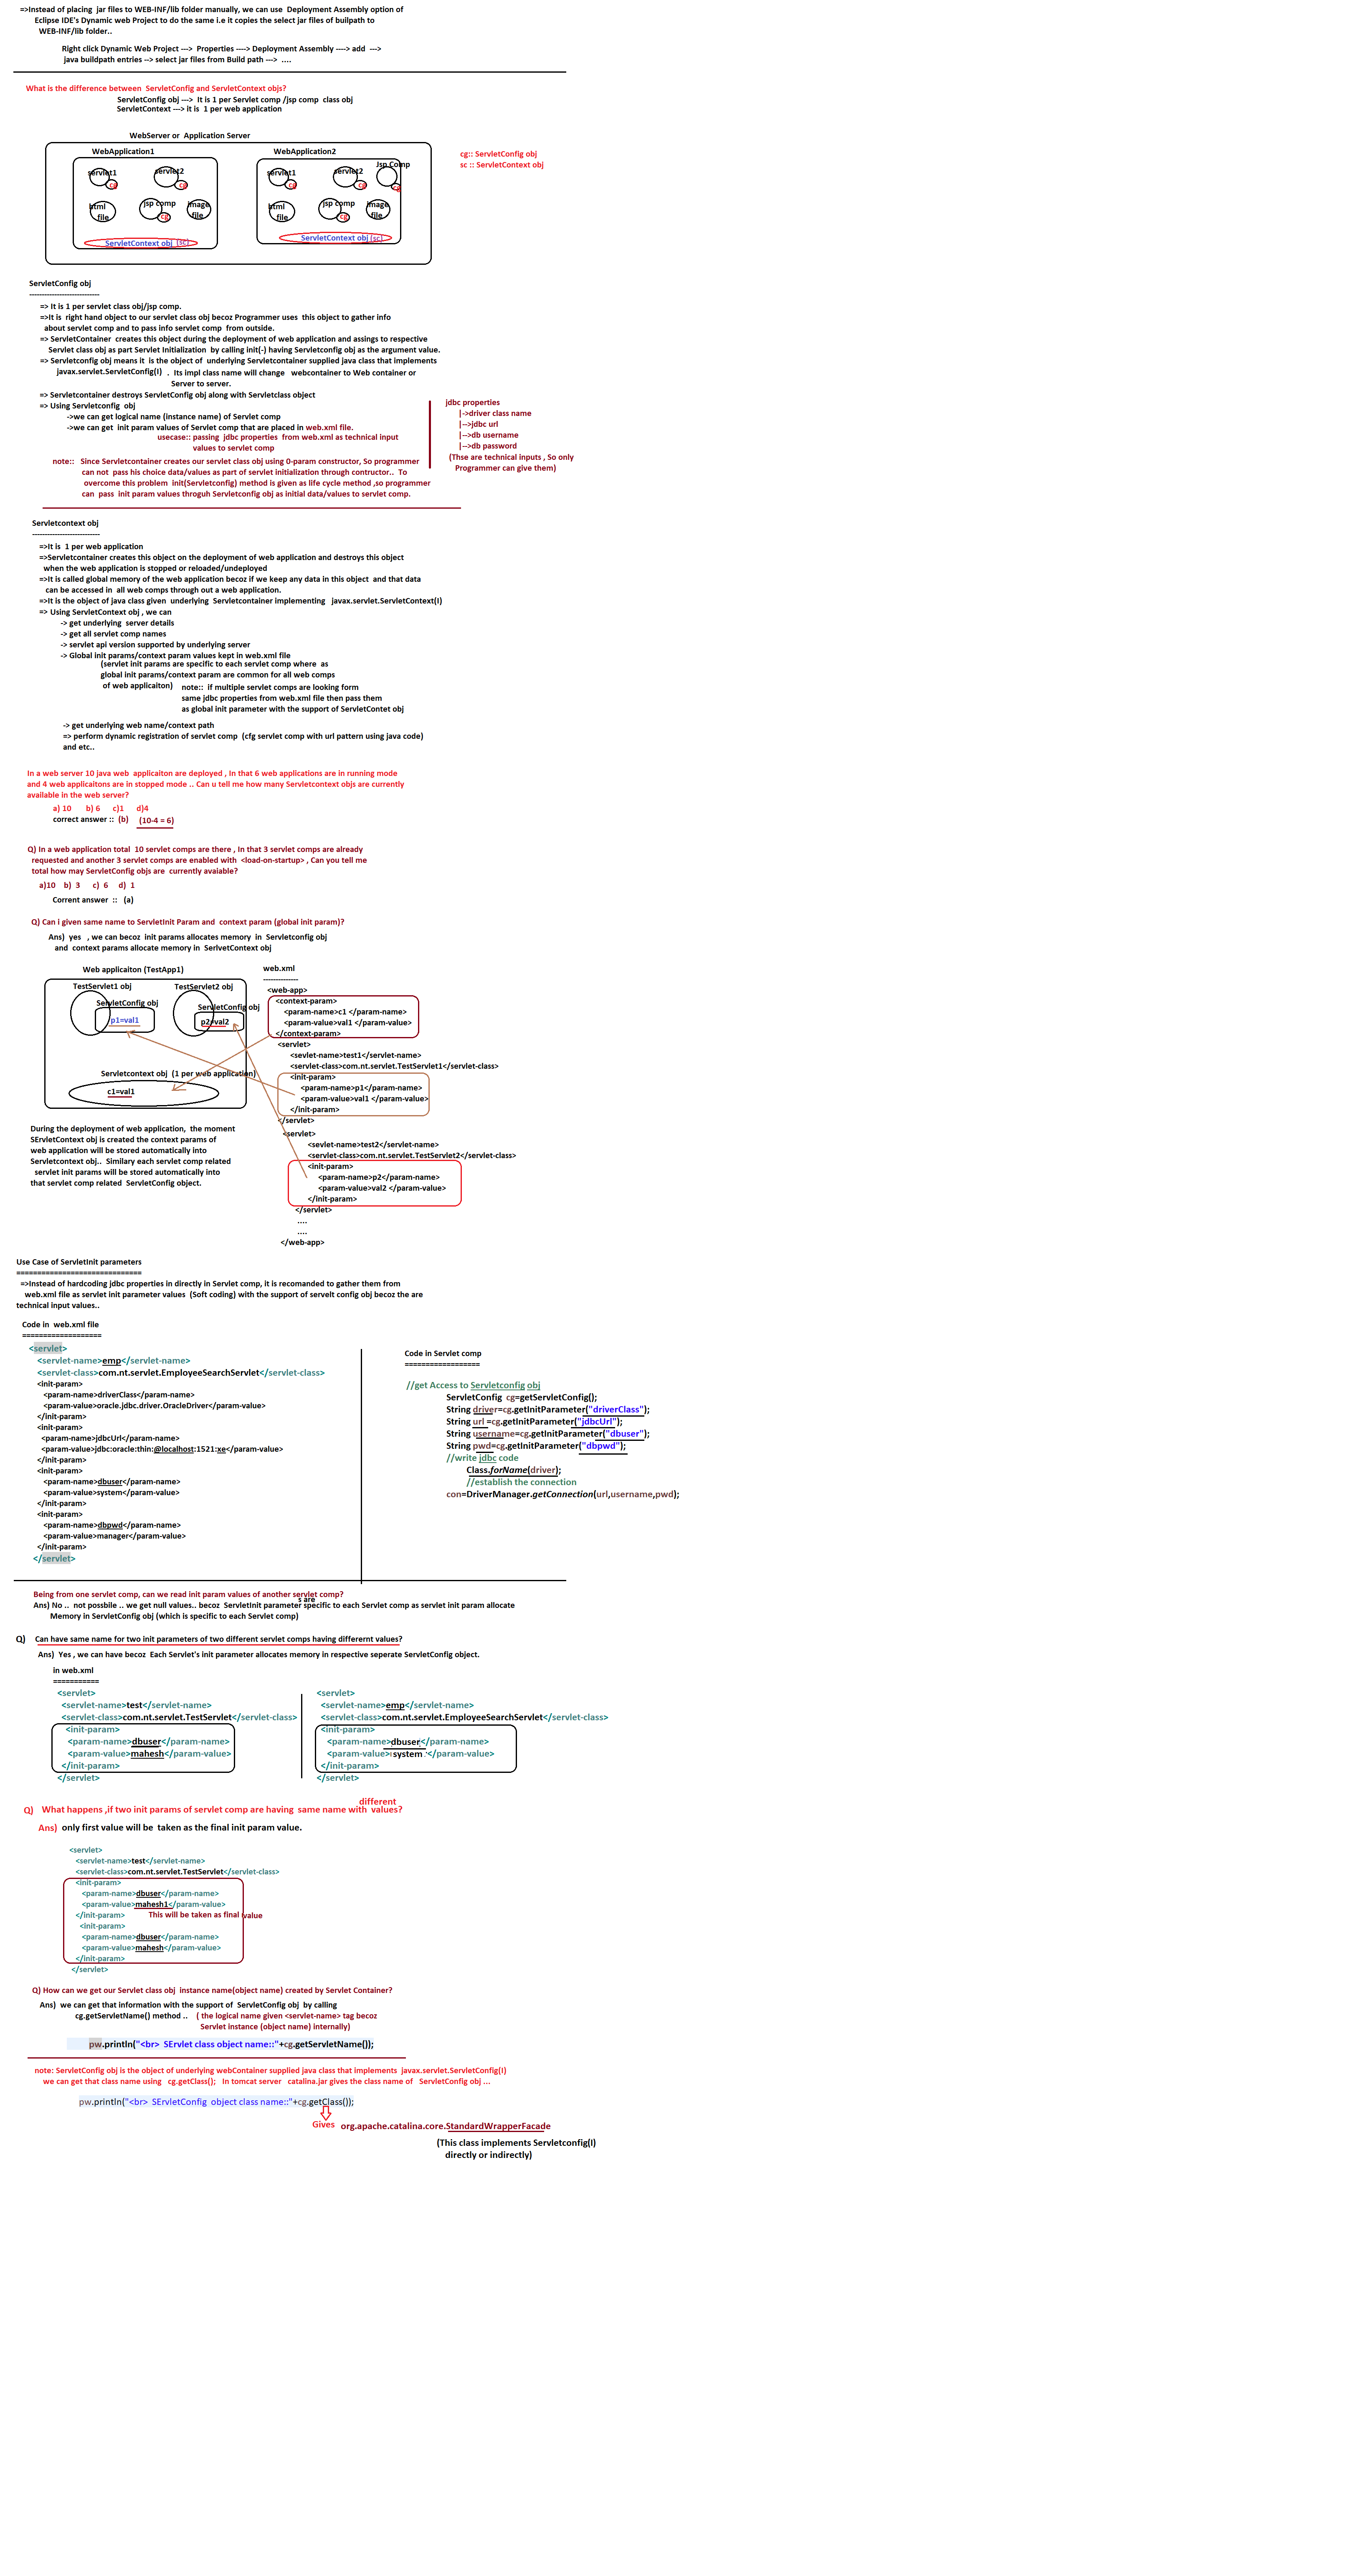 =>Instead of placing  jar files to WEB-INF/lib folder manually, we can use  Deployment Assembly option of
Eclipse IDE's Dynamic web Project to do the same i.e it copies the select jar files of builpath to
WEB-INF/lib folder..
Right click Dynamic Web Project ---> Properties ----> Deployment Assembly ----> add --->
java buildpath entries --> select jar files from Build path ---> ....
What is the difference between  ServletConfig and ServletContext objs?
ServletConfig obj ---> It is 1 per Servlet comp /jsp comp  class obj
ServletContext ---> it is  1 per web application
WebServer or  Application Server
WebApplication1
WebApplication2
cg:: ServletConfig obj
sc :: ServletContext obj
servlet1
cg
servlet2
cg
html
file
jsp comp
cg
image
file
ServletContext obj (sc)
servlet1
cg
servlet2
cg
Jsp Comp
cg
html
file
jsp comp
cg
image
file
ServletContext obj (sc)
ServletConfig obj
---------------------------
=> It is 1 per servlet class obj/jsp comp.
=>It is  right hand object to our servlet class obj becoz Programmer uses  this object to gather info
about servlet comp and to pass info servlet comp  from outside.
=> ServletContainer  creates this object during the deployment of web application and assings to respective
Servlet class obj as part Servlet Initialization  by calling init(-) having Servletconfig obj as the argument value.
=> Servletconfig obj means it  is the object of  underlying Servletcontainer supplied java class that implements
javax.servlet.ServletConfig(I)  .  Its impl class name will change   webcontainer to Web container or
Server to server.
=> Servletcontainer destroys ServletConfig obj along with Servletclass object
=> Using Servletconfig  obj
->we can get logical name (instance name) of Servlet comp
->we can get  init param values of Servlet comp that are placed in web.xml file.
usecase:: passing  jdbc properties  from web.xml as technical input
values to servlet comp
jdbc properties
|->driver class name
|-->jdbc url
|-->db username
|-->db password
(Thse are technical inputs , So only
Programmer can give them)
note::   Since Servletcontainer creates our servlet class obj using 0-param constructor, So programmer
can not  pass his choice data/values as part of servlet initialization through contructor..  To
overcome this problem  init(Servletconfig) method is given as life cycle method ,so programmer
can  pass  init param values throguh Servletconfig obj as initial data/values to servlet comp.
Servletcontext obj
--------------------------
=>It is  1 per web application
=>Servletcontainer creates this object on the deployment of web application and destroys this object
when the web application is stopped or reloaded/undeployed
=>It is called global memory of the web application becoz if we keep any data in this object  and that data
can be accessed in  all web comps through out a web application.
=>It is the object of java class given  underlying  Servletcontainer implementing   javax.servlet.ServletContext(I)
=> Using ServletContext obj , we can
-> get underlying  server details
-> get all servlet comp names
-> servlet api version supported by underlying server
-> Global init params/context param values kept in web.xml file
(servlet init params are specific to each servlet comp where  as
global init params/context param are common for all web comps
of web applicaiton)
note::  if multiple servlet comps are looking form
same jdbc properties from web.xml file then pass them
as global init parameter with the support of ServletContet obj
-> get underlying web name/context path
=> perform dynamic registration of servlet comp  (cfg servlet comp with url pattern using java code)
and etc..
In a web server 10 java web  applicaiton are deployed , In that 6 web applications are in running mode
and 4 web applicaitons are in stopped mode .. Can u tell me how many Servletcontext objs are currently
available in the web server?
a) 10   b) 6   c)1   d)4
correct answer ::  (b)   (10-4 = 6)
Q) In a web application total  10 servlet comps are there , In that 3 servlet comps are already
requested and another 3 servlet comps are enabled with  <load-on-startup> , Can you tell me
total how may ServletConfig objs are  currently avaiable?
a)10   b) 3   c) 6   d) 1
Corrent answer  ::   (a)
Q) Can i given same name to ServletInit Param and  context param (global init param)?
Ans)  yes   , we can becoz  init params allocates memory  in  Servletconfig obj
and  context params allocate memory in  SerlvetContext obj
Web applicaiton (TestApp1)
TestServlet1 obj
TestServlet2 obj
ServletConfig obj
p1=val1
ServletConfig obj
p2=val2
Servletcontext obj  (1 per web application)
c1=val1
During the deployment of web application,  the moment
SErvletContext obj is created the context params of
web application will be stored automatically into
Servletcontext obj..  Similary each servlet comp related
servlet init params will be stored automatically into
that servlet comp related  ServletConfig object.
web.xml
-------------
<web-app>
<context-param>
<param-name>c1 </param-name>
<param-value>val1 </param-value>
</context-param>
<servlet>
<sevlet-name>test1</servlet-name>
<servlet-class>com.nt.servlet.TestServlet1</servlet-class>
<init-param>
<param-name>p1</param-name>
<param-value>val1 </param-value>
</init-param>
</servlet>
<servlet>
<sevlet-name>test2</servlet-name>
<servlet-class>com.nt.servlet.TestServlet2</servlet-class>
<init-param>
<param-name>p2</param-name>
<param-value>val2 </param-value>
</init-param>
</servlet>
....
....
</web-app>
Use Case of ServletInit parameters
==============================
=>Instead of hardcoding jdbc properties in directly in Servlet comp, it is recomanded to gather them from
web.xml file as servlet init parameter values  (Soft coding) with the support of servelt config obj becoz the are
technical input values..
Code in  web.xml file
===================
<servlet>
<servlet-name>emp</servlet-name>
<servlet-class>com.nt.servlet.EmployeeSearchServlet</servlet-class>
<init-param>
<param-name>driverClass</param-name>
<param-value>oracle.jdbc.driver.OracleDriver</param-value>
</init-param>
<init-param>
<param-name>jdbcUrl</param-name>
<param-value>jdbc:oracle:thin:@localhost:1521:xe</param-value>
</init-param>
<init-param>
<param-name>dbuser</param-name>
<param-value>system</param-value>
</init-param>
<init-param>
<param-name>dbpwd</param-name>
<param-value>manager</param-value>
</init-param>
</servlet>
Code in Servlet comp
==================
//get Access to Servletconfig obj
ServletConfig  cg=getServletConfig();
String driver=cg.getInitParameter("driverClass");
String url =cg.getInitParameter("jdbcUrl");
String username=cg.getInitParameter("dbuser");
String pwd=cg.getInitParameter("dbpwd");
//write jdbc code
Class.forName(driver);
//establish the connection
con=DriverManager.getConnection(url,username,pwd);
Being from one servlet comp, can we read init param values of another servlet comp?
s are
Ans) No ..  not possbile .. we get null values.. becoz  ServletInit parameter specific to each Servlet comp as servlet init param allocate
Memory in ServletConfig obj (which is specific to each Servlet comp)
Q)   Can have same name for two init parameters of two different servlet comps having differernt values?
Ans)  Yes , we can have becoz  Each Servlet's init parameter allocates memory in respective seperate ServletConfig object.
in web.xml
===========
<servlet>
<servlet-name>test</servlet-name>
<servlet-class>com.nt.servlet.TestServlet</servlet-class>
<init-param>
<param-name>dbuser</param-name>
<param-value>mahesh</param-value>
</init-param>
</servlet>
<servlet>
<servlet-name>emp</servlet-name>
<servlet-class>com.nt.servlet.EmployeeSearchServlet</servlet-class>
<init-param>
<param-name>dbuser</param-name>
<param-value>system</param-value>
</init-param>
</servlet>
different
Q)   What happens ,if two init params of servlet comp are having  same name with  values?
Ans)  only first value will be  taken as the final init param value.
<servlet>
<servlet-name>test</servlet-name>
<servlet-class>com.nt.servlet.TestServlet</servlet-class>
<init-param>
<param-name>dbuser</param-name>
<param-value>mahesh1</param-value>
</init-param>   This will be taken as final value
<init-param>
<param-name>dbuser</param-name>
<param-value>mahesh</param-value>
</init-param>
</servlet>
Q) How can we get our Servlet class obj  instance name(object name) created by Servlet Container?
Ans)  we can get that information with the support of  ServletConfig obj  by calling
cg.getServletName() method ..   ( the logical name given <servlet-name> tag becoz
Servlet instance (object name) internally)
pw.println("<br>  SErvlet class object name::"+cg.getServletName());
note: ServletConfig obj is the object of underlying webContainer supplied java class that implements  javax.servlet.ServletConfig(I)
we can get that class name using   cg.getClass();   In tomcat server   catalina.jar gives the class name of   ServletConfig obj ...
pw.println("<br>  SErvletConfig  object class name::"+cg.getClass());
Gives  org.apache.catalina.core.StandardWrapperFacade
(This class implements Servletconfig(I)
directly or indirectly)